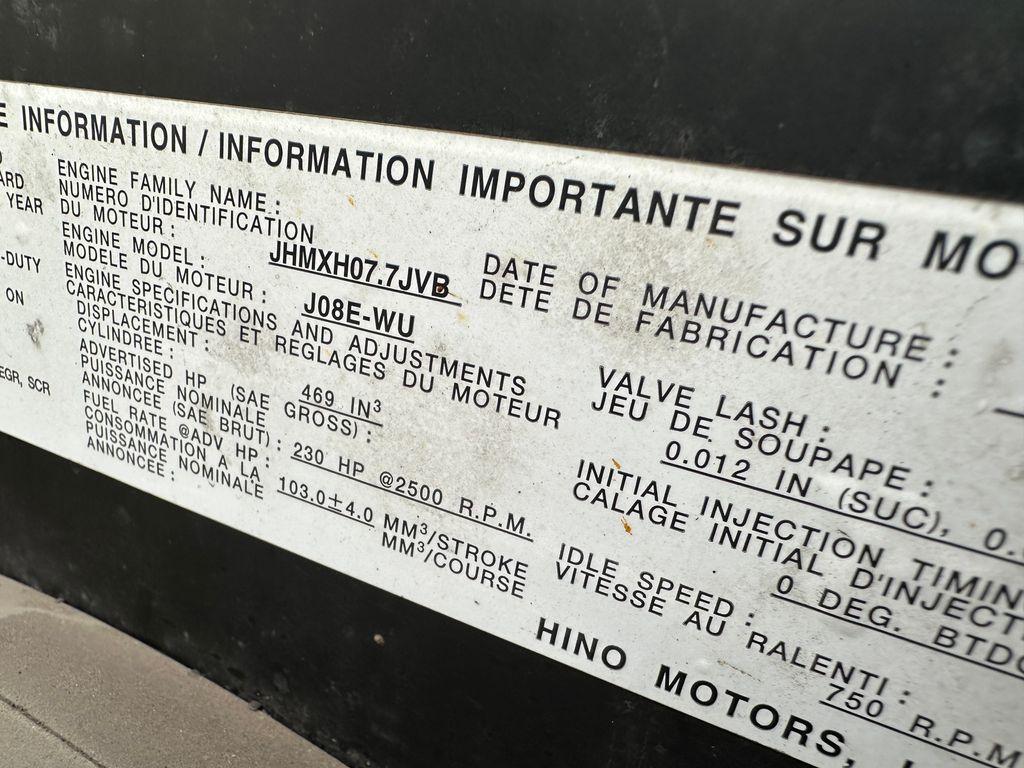 E INFORMATION / INFORMATION IMPORTANTE SUR MO
ARD
YEAR
-DUTY
ON
EGR, SCR
ENGINE FAMILY NAME :
NUMERO D'IDENTIFICATION
DU MOTEUR :
JHMXH07.7JVB
ENGINE MODEL :
MODELE DU MOTEUR :
J08E-WU
ENGINE SPECIFICATIONS AND ADJUSTMENTS
CARACTERISTIQUES ET REGLAGES DU MOTEUR
DISPLACEMENT :
CYLINDREE :
469 IN³
ADVERTISED HP (SAE GROSS) :
PUISSANCE NOMINALE
ANNONCEE (SAE BRUT) :
230 HP @2500 R.P.M.
FUEL RATE @ADV HP :
CONSOMMATION A LA
PUISSANCE NOMINALE
ANNONCEE :
103.0±4.0 MM³/STROKE
MM³/COURSE
DATE OF MANUFACTURE :
DETE DE FABRICATION :
VALVE LASH :
JEU DE SOUPAPE :
0.012 IN (SUC), 0.
INITIAL INJECTION TIMIN
CALAGE INITIAL D'INJECT
0 DEG. BTDC
IDLE SPEED :
VITESSE AU RALENTI :
750 R.P.M
HINO MOTORS,